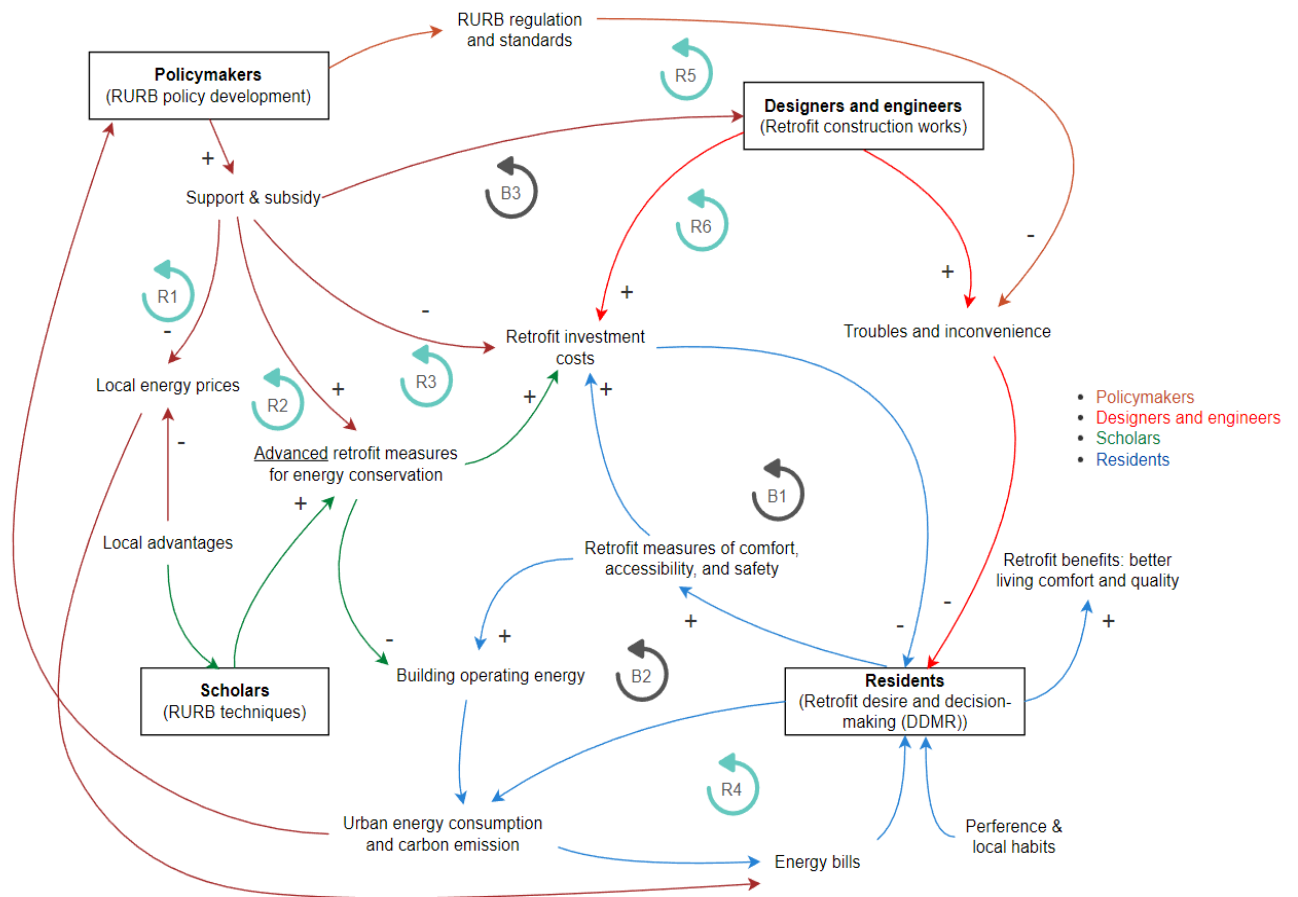 RURB regulation
and standards
Policymakers
(RURB policy development)
R5
Designers and engineers
(Retrofit construction works)
+
Support & subsidy
B3
R6
-
R1
+
+
-
-
Retrofit investment
costs
Troubles and inconvenience
Local energy prices
R3
R2
+
+
+
-
Advanced retrofit measures
for energy conservation
+
• Policymakers
• Designers and engineers
• Scholars
• Residents
B1
Local advantages
Retrofit measures of comfort,
accessibility, and safety
Retrofit benefits: better
living comfort and quality
-
+
-
+
-
+
Building operating energy
B2
Scholars
(RURB techniques)
Residents
(Retrofit desire and decision-
making (DDMR))
R4
Urban energy consumption
and carbon emission
Perference &
local habits
Energy bills